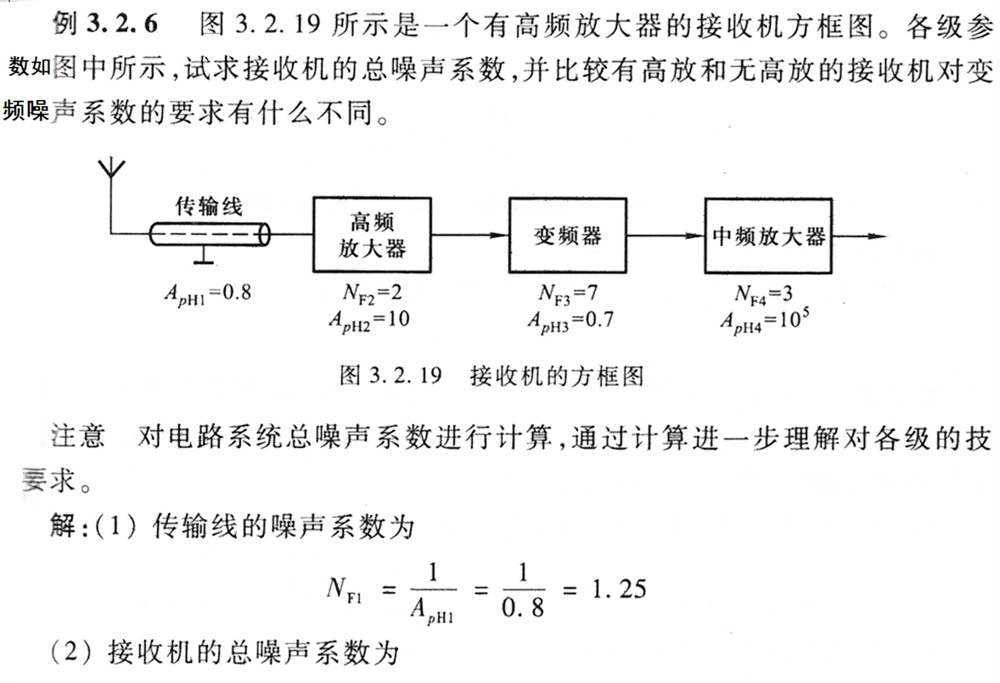 例 3.2.6 图 3.2.19 所示是一个有高频放大器的接收机方框图。各级参
数如图中所示,试求接收机的总噪声系数,并比较有高放和无高放的接收机对变
频噪声系数的要求有什么不同。
传输线
高频
放大器
变频器
中频放大器
A_{pH1}=0.8
N_{F2}=2
A_{pH2}=10
N_{F3}=7
A_{pH3}=0.7
N_{F4}=3
A_{pH4}=10^5
图 3.2.19 接收机的方框图
注意 对电路系统总噪声系数进行计算,通过计算进一步理解对各级的技
要求。
解:(1) 传输线的噪声系数为
N_{F1} = \frac{1}{A_{pH1}} = \frac{1}{0.8} = 1.25
(2) 接收机的总噪声系数为